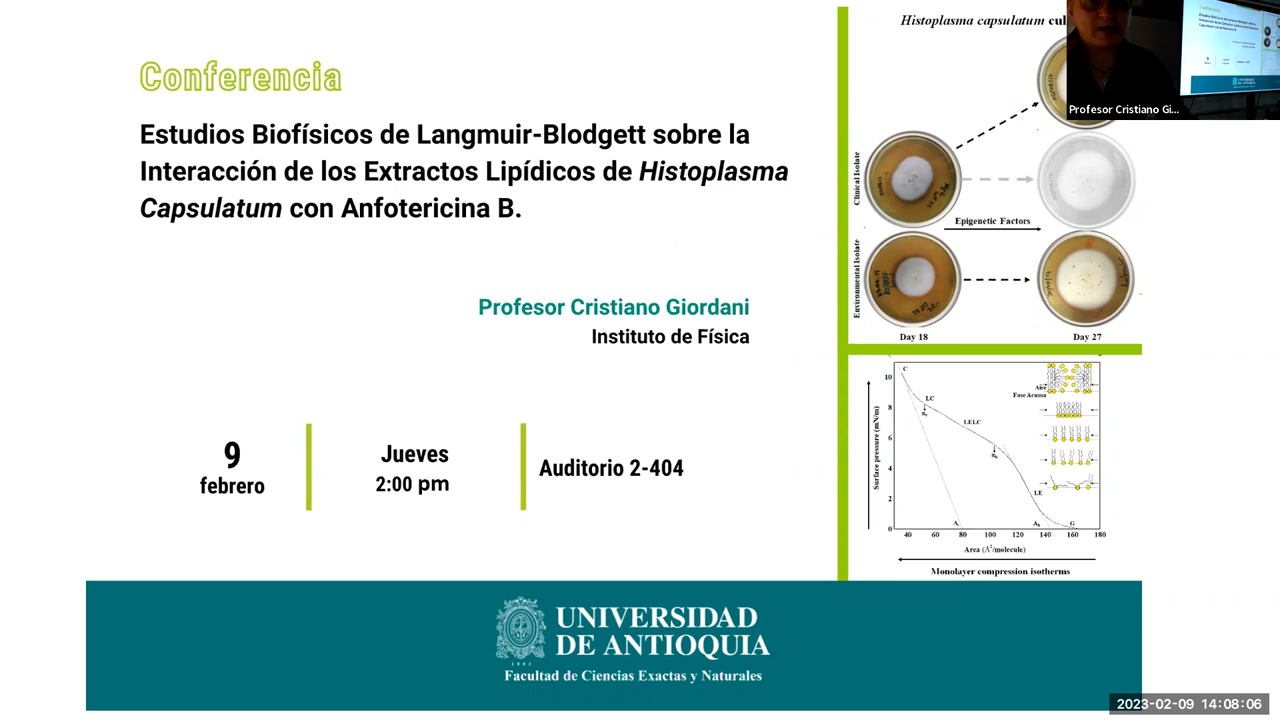 Conferencia
Estudios Biofísicos de Langmuir-Blodgett sobre la
Interacción de los Extractos Lipídicos de Histoplasma
Capsulatum con Anfotericina B.
Profesor Cristiano Giordani
Instituto de Física
9
febrero
Jueves
2:00 pm
Auditorio 2-404
Histoplasma capsulatum cul
Profesor Cristiano Gi...
Clinical Isolate
Epigenetic Factors
Environmental Isolate
Day 18
Day 27
Surface pressure (mN/m)
10
8
6
4
2
0
C
LC
LE LC
LE
G
Aire
Fase Acuosa
40
60
80
100
120
140
160
180
Area (Å²/molecule)
Monolayer compression isotherms
UNIVERSIDAD
DE ANTIOQUIA
1803
Facultad de Ciencias Exactas y Naturales
2023-02-09 14:08:06